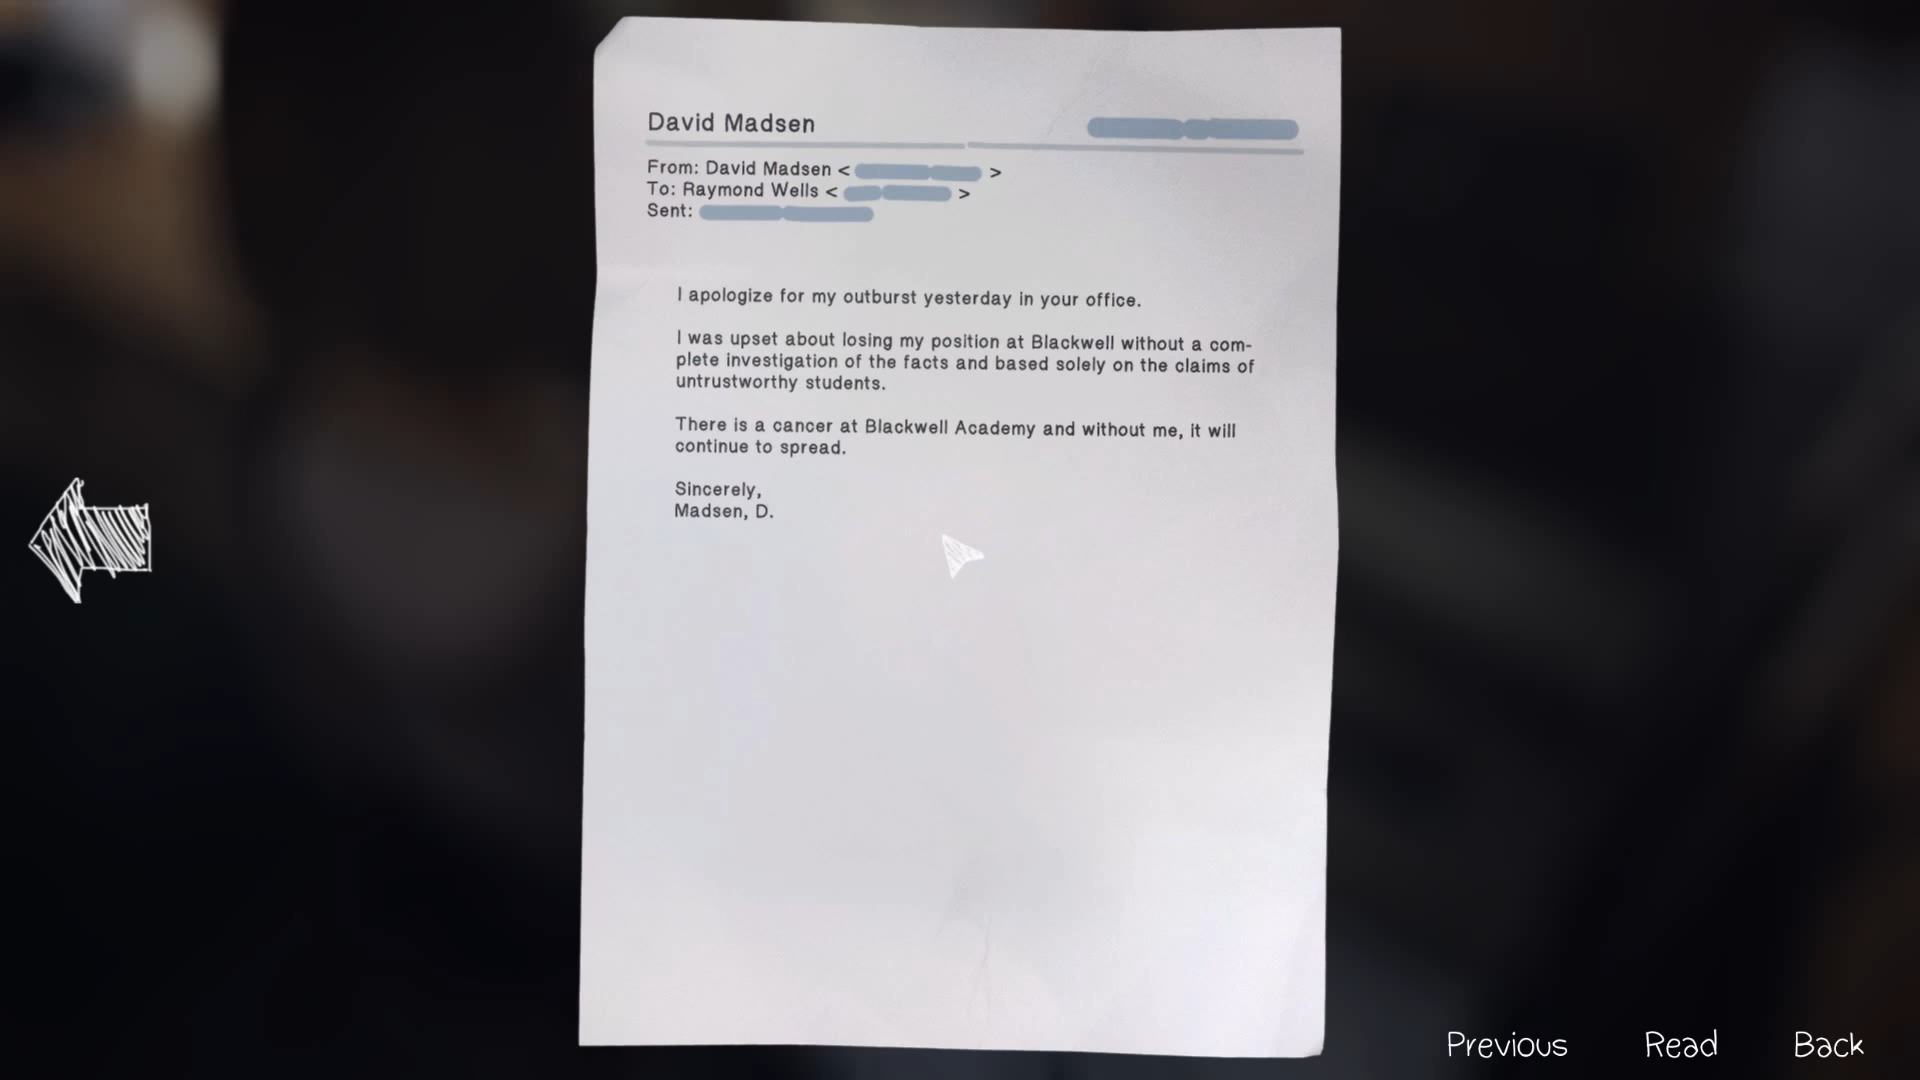 David Madsen
From: David Madsen < >
To: Raymond Wells < >
Sent:
I apologize for my outburst yesterday in your office.
I was upset about losing my position at Blackwell without a com-
plete investigation of the facts and based solely on the claims of
untrustworthy students.
There is a cancer at Blackwell Academy and without me, it will
continue to spread.
Sincerely,
Madsen, D.
Previous Read Back